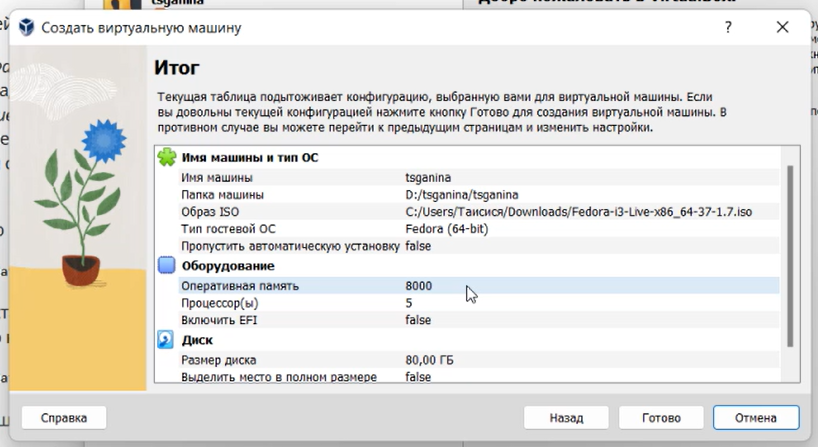 tsganina
Создать виртуальную машину
?
Итог
Текущая таблица подытоживает конфигурацию, выбранную вами для виртуальной машины. Если
вы довольны текущей конфигурацией нажмите кнопку Готово для создания виртуальной машины. В
противном случае вы можете перейти к предыдущим страницам и изменить настройки.
Имя машины и тип ОС
Имя машины tsganina
Папка машины D:/tsganina/tsganina
Образ ISO C:/Users/Таисися/Downloads/Fedora-i3-Live-x86_64-37-1.7.iso
Тип гостевой ОС Fedora (64-bit)
Пропустить автоматическую установку false
Оборудование
Оперативная память 8000
Процессор(ы) 5
Включить EFI false
Диск
Размер диска 80,00 ГБ
Выделить место в полном размере false
Справка Назад Готово Отмена